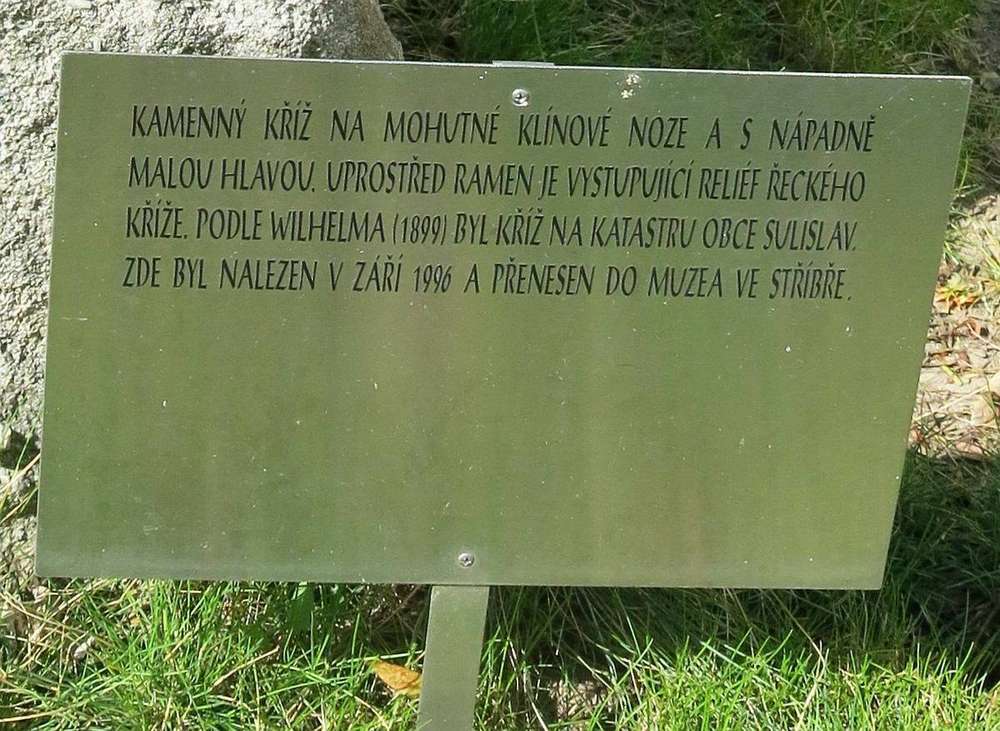 KAMENNÝ KŘÍŽ NA MOHUTNÉ KLÍNOVÉ NOZE A S NÁPADNĚ
MALOU HLAVOU. UPROSTŘED RAMEN JE VYSTUPUJÍCÍ RELIÉF ŘECKÉHO
KŘÍŽE. PODLE WILHELMA (1899) BYL KŘÍŽ NA KATASTRU OBCE SULISLAV.
ZDE BYL NALEZEN V ZÁŘÍ 1996 A PŘENESEN DO MUZEA VE STŘÍBŘE.